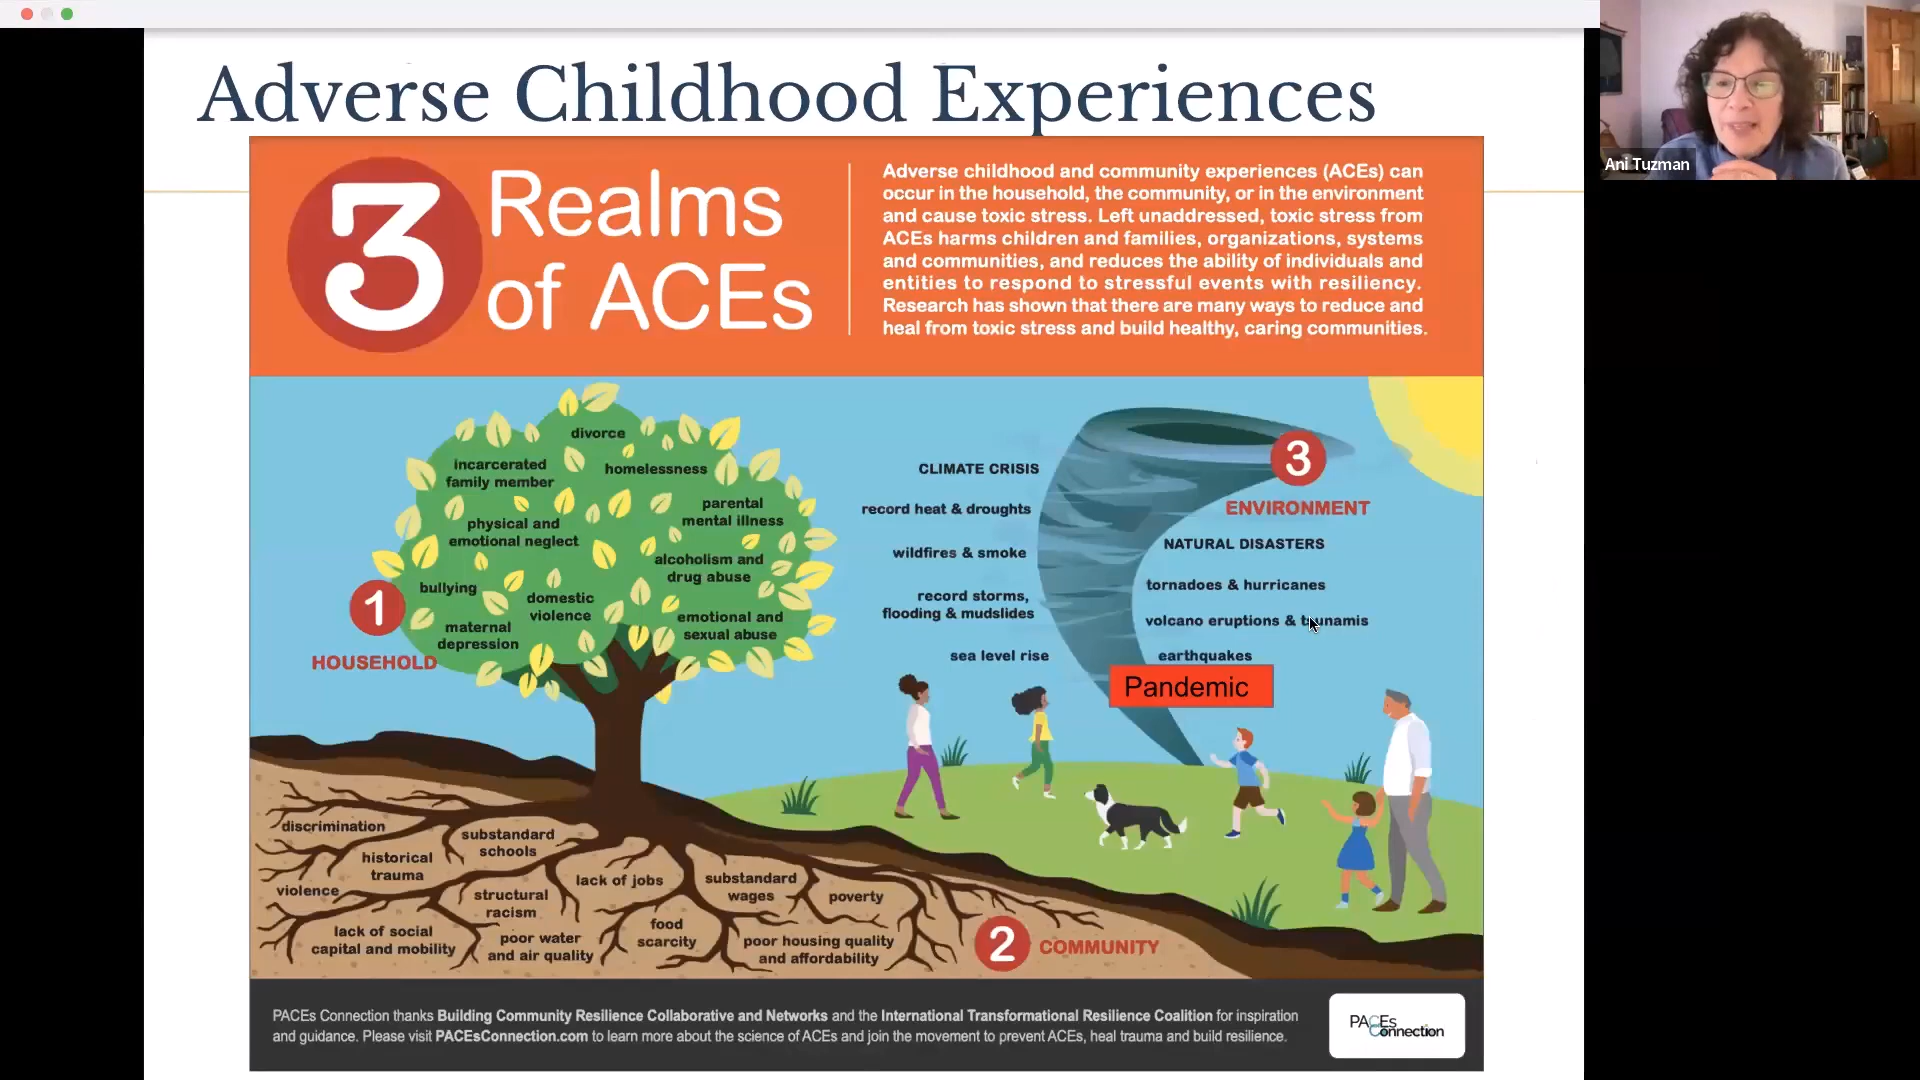 Adverse Childhood Experiences
Ani Tuzman
3
Realms
of ACEs
Adverse childhood and community experiences (ACEs) can
occur in the household, the community, or in the environment
and cause toxic stress. Left unaddressed, toxic stress from
ACEs harms children and families, organizations, systems
and communities, and reduces the ability of individuals and
entities to respond to stressful events with resiliency.
Research has shown that there are many ways to reduce and
heal from toxic stress and build healthy, caring communities.
divorce
incarcerated
family member
homelessness
parental
mental illness
physical and
emotional neglect
alcoholism and
drug abuse
bullying
domestic
violence
emotional and
sexual abuse
maternal
depression
1
HOUSEHOLD
CLIMATE CRISIS
record heat & droughts
wildfires & smoke
record storms,
flooding & mudslides
sea level rise
3
ENVIRONMENT
NATURAL DISASTERS
tornadoes & hurricanes
volcano eruptions & tsunamis
earthquakes
Pandemic
discrimination
substandard
schools
historical
trauma
violence
structural
racism
lack of jobs
substandard
wages
poverty
lack of social
capital and mobility
poor water
and air quality
food
scarcity
poor housing quality
and affordability
2
COMMUNITY
PACEs Connection thanks Building Community Resilience Collaborative and Networks and the International Transformational Resilience Coalition for inspiration
and guidance. Please visit PACEsConnection.com to learn more about the science of ACEs and join the movement to prevent ACEs, heal trauma and build resilience.
PACEs
Connection